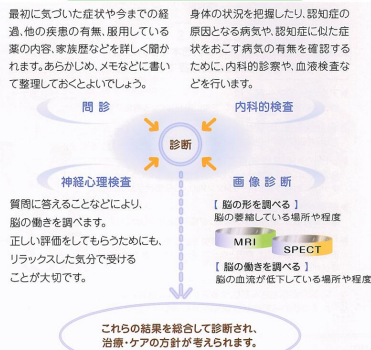 最初に気づいた症状や今までの経
過、他の疾患の有無、服用している
薬の内容、家族歴などを詳しく聞か
れます。あらかじめ、メモなどに書い
て整理しておくとよいでしょう。
問診
身体の状況を把握したり、認知症の
原因となる病気や、認知症に似た症
状をおこす病気の有無を確認する
ために、内科的診察や、血液検査な
どを行います。
内科的検査
診断
神経心理検査
質問に答えることなどにより、
脳の働きを調べます。
正しい評価をしてもらうためにも、
リラックスした気分で受ける
ことが大切です。
画像診断
【 脳の形を調べる 】
脳の萎縮している場所や程度
MRI
SPECT
【 脳の働きを調べる 】
脳の血流が低下している場所や程度
これらの結果を総合して診断され、
治療・ケアの方針が考えられます。